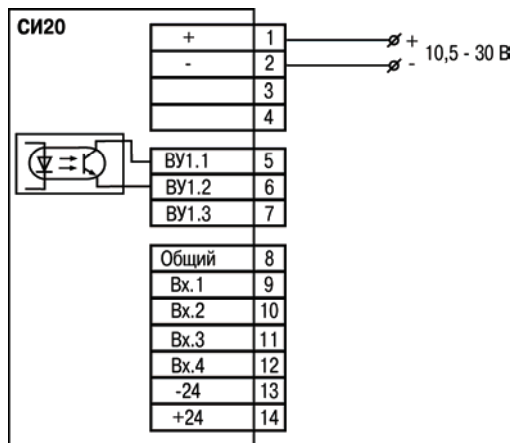 СИ20
+ 1 +
10,5 - 30 В
- 2 -
3
4
ВУ1.1 5
ВУ1.2 6
ВУ1.3 7
Общий 8
Вх.1 9
Вх.2 10
Вх.3 11
Вх.4 12
-24 13
+24 14